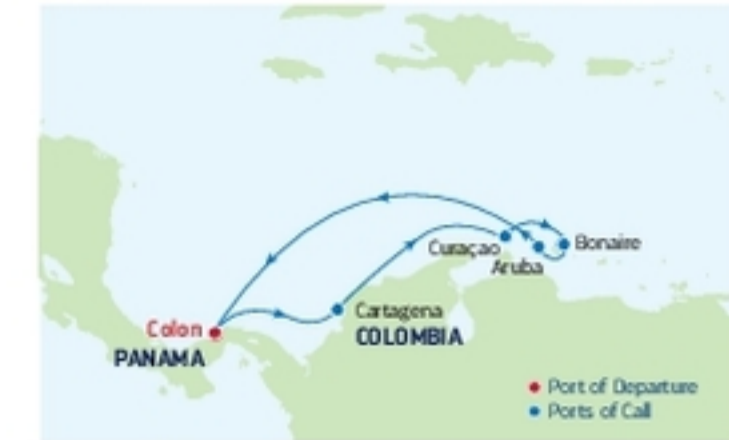 Curaçao
Bonaire
Aruba
Cartagena
COLOMBIA
Colon
PANAMA
Port of Departure
Ports of Call